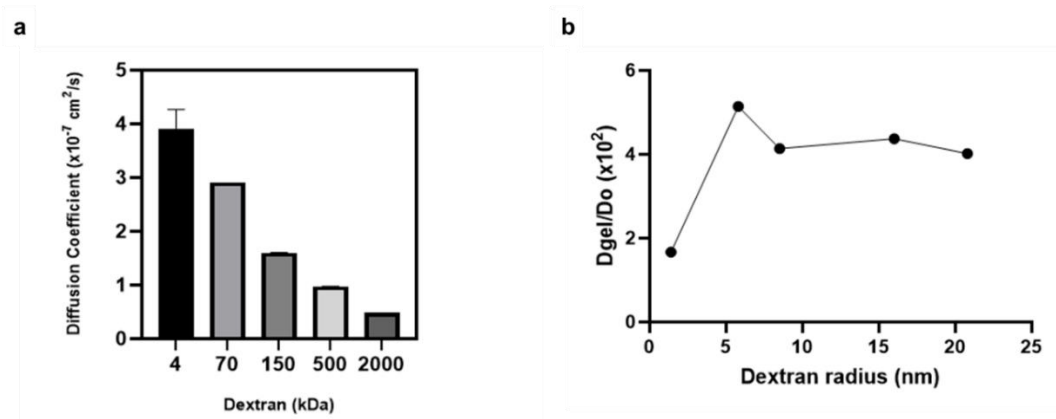 a
5
4
3
2
1
0
Diffusion Coefficient (x10⁻⁷ cm²/s)
4 70 150 500 2000
Dextran (kDa)
b
6
4
2
0
Dgel/Do (x10²)
0 5 10 15 20 25
Dextran radius (nm)